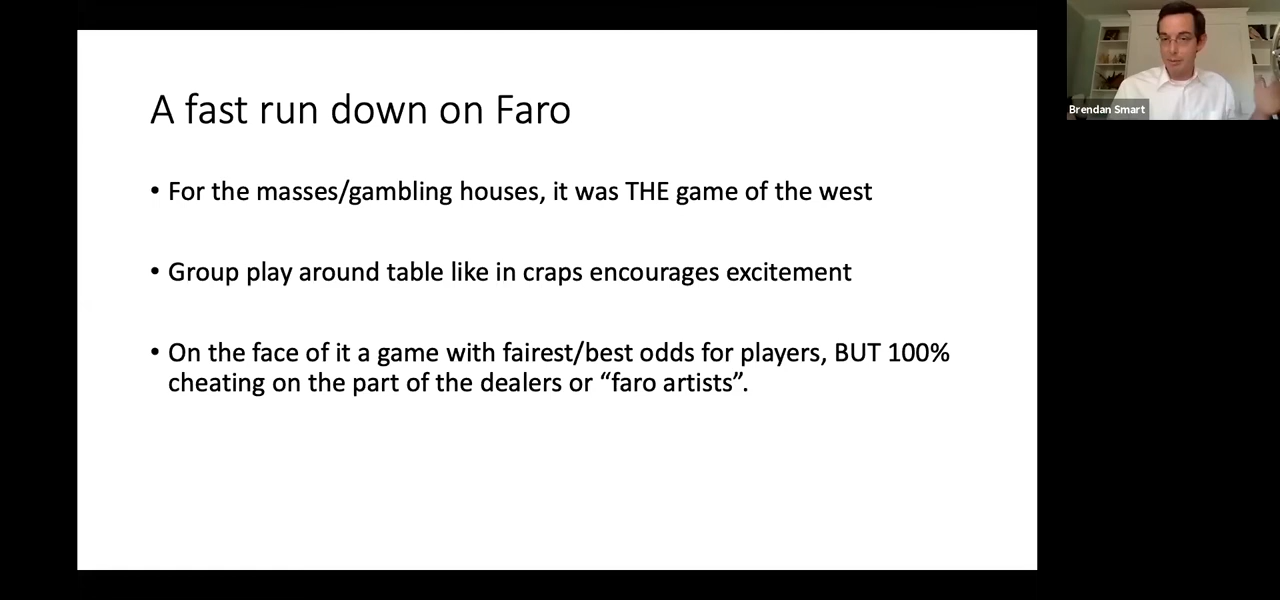 A fast run down on Faro
• For the masses/gambling houses, it was THE game of the west
• Group play around table like in craps encourages excitement
• On the face of it a game with fairest/best odds for players, BUT 100%
cheating on the part of the dealers or “faro artists”.
Brendan Smart